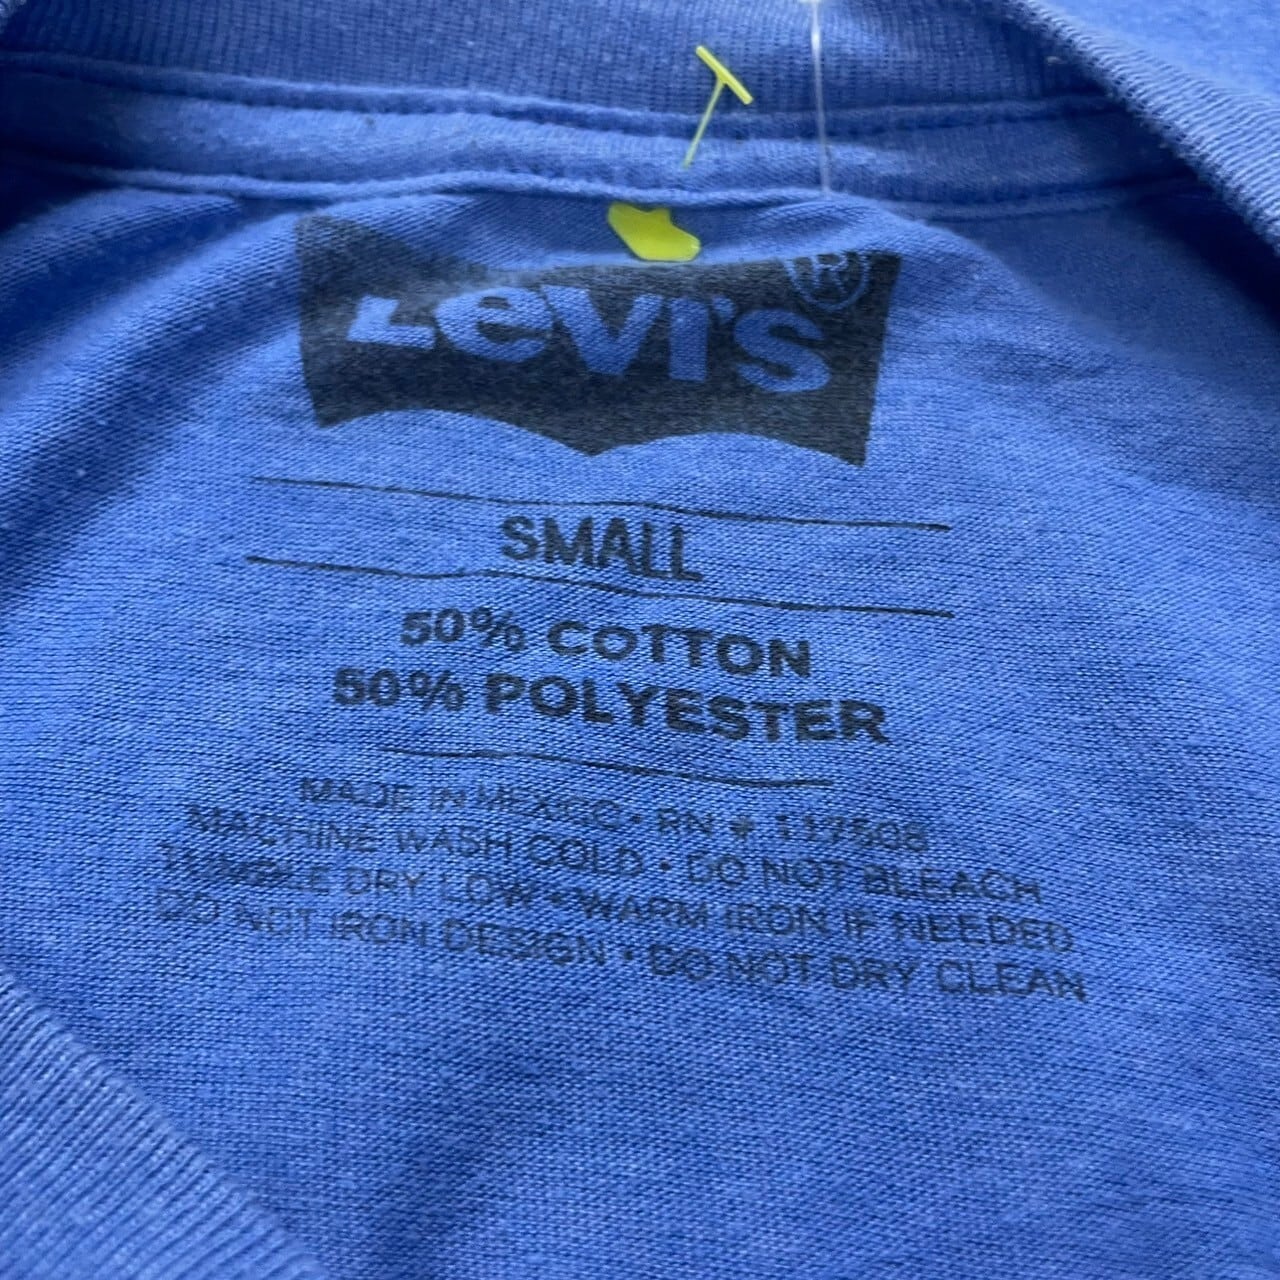 Levi's®
SMALL
50% COTTON
50% POLYESTER
MADE IN MEXICO • RN # 117508
MACHINE WASH COLD • DO NOT BLEACH
TUMBLE DRY LOW • WARM IRON IF NEEDED
DO NOT IRON DESIGN • DO NOT DRY CLEAN